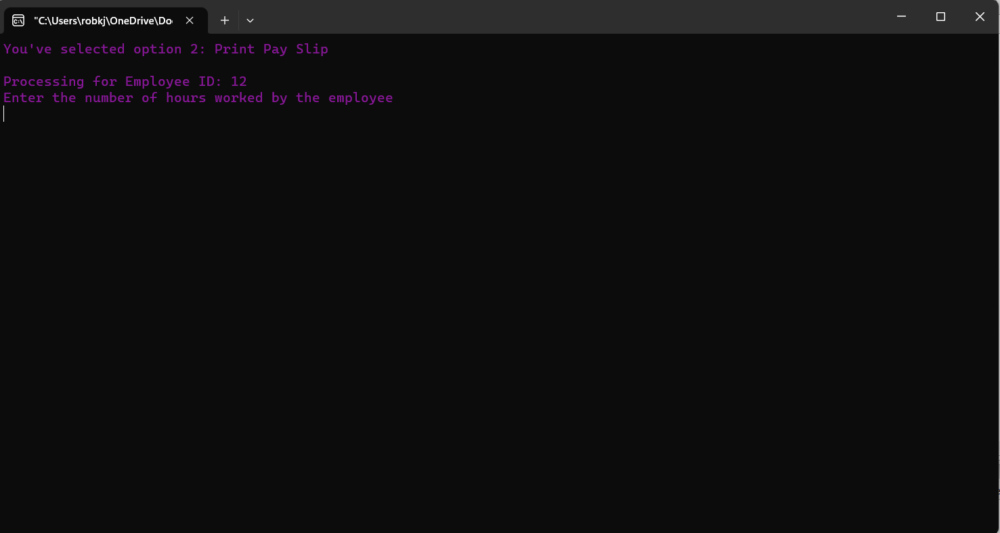 "C:\Users\robkj\OneDrive\Do
You've selected option 2: Print Pay Slip
Processing for Employee ID: 12
Enter the number of hours worked by the employee